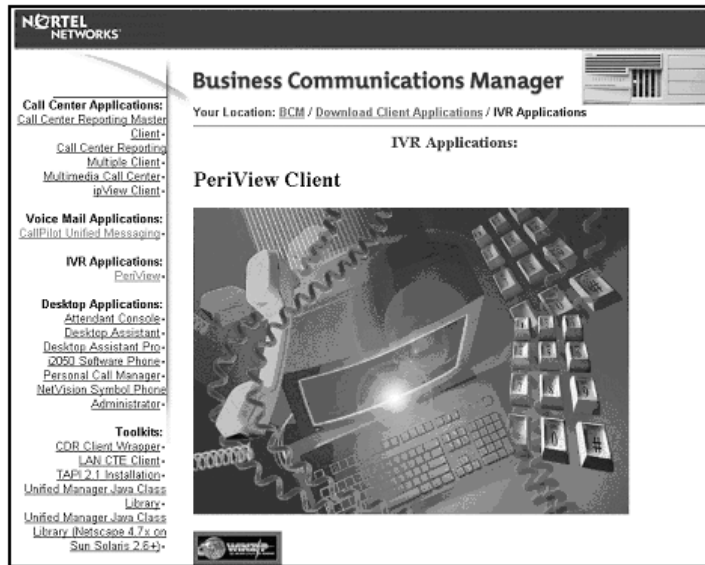 NORTEL
NETWORKS
Business Communications Manager
Your Location: BCM / Download Client Applications / IVR Applications
Call Center Applications:
Call Center Reporting Master
Client
Call Center Reporting
Multiple Client
Multimedia Call Center
ipView Client
Voice Mail Applications:
CallPilot Unified Messaging
IVR Applications:
PeriView
Desktop Applications:
Attendant Console
Desktop Assistant
Desktop Assistant Pro
i2050 Software Phone
Personal Call Manager
NetVision Symbol Phone
Administrator
Toolkits:
CDR Client Wrapper
LAN CTE Client
TAPI 2.1 Installation
Unified Manager Java Class
Library
Unified Manager Java Class
Library (Netscape 4.7x on
Sun Solaris 2.6+)
IVR Applications:
PeriView Client
#
0 #